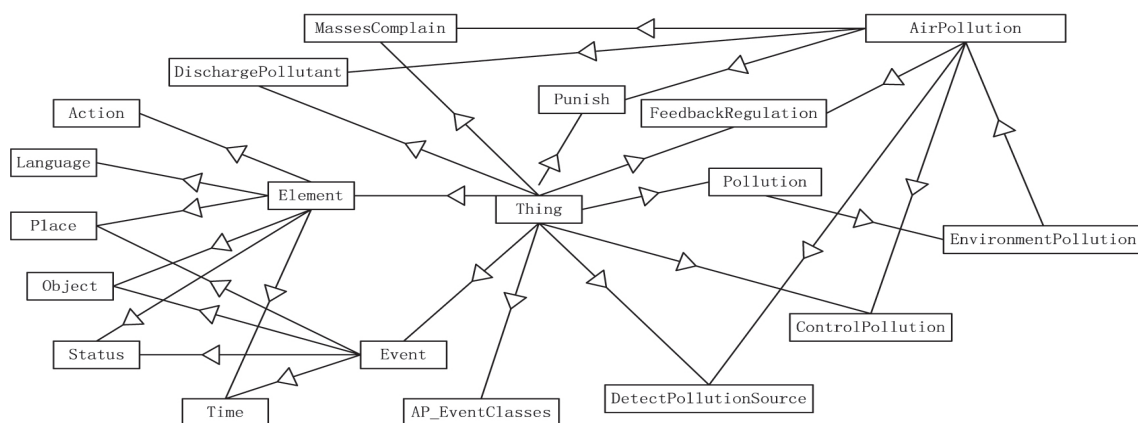 MassesComplain
AirPollution
DischargePollutant
Punish
Action
FeedbackRegulation
Language
Element
Pollution
Thing
Place
EnvironmentPollution
Object
ControlPollution
Status
Event
DetectPollutionSource
Time
AP_EventClasses